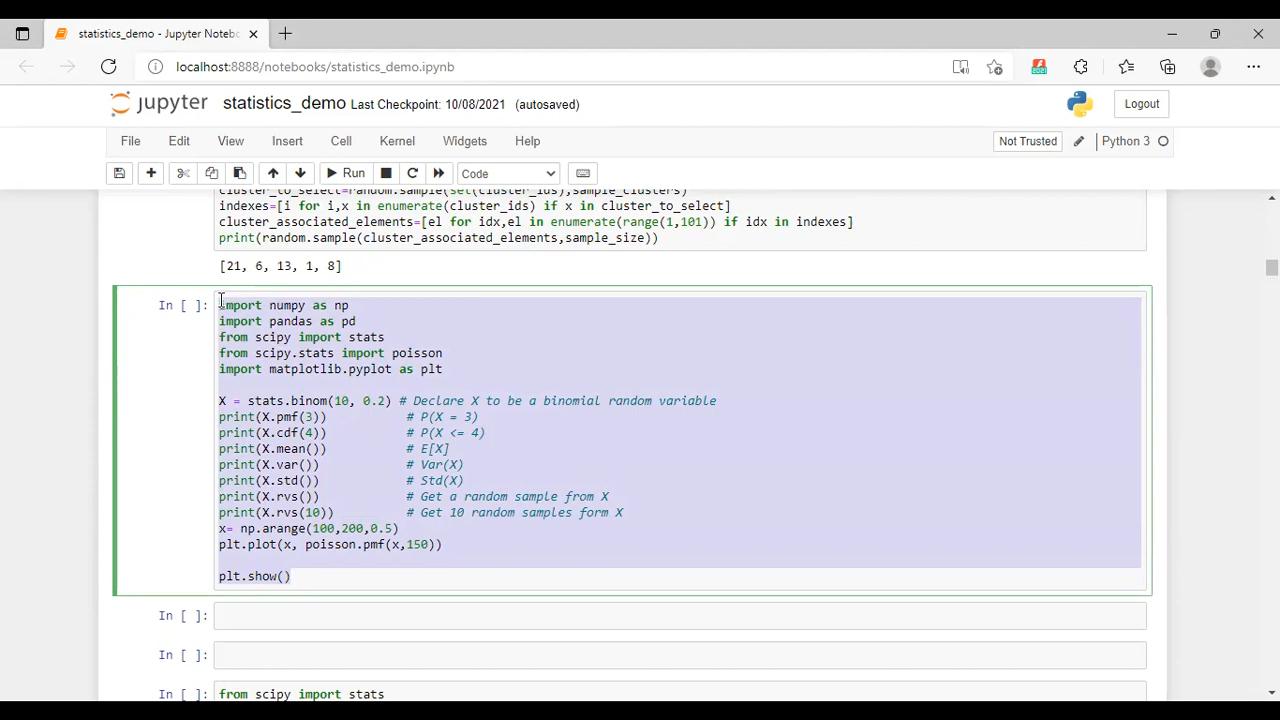 statistics_demo - Jupyter Notebo
localhost:8888/notebooks/statistics_demo.ipynb
jupyter statistics_demo Last Checkpoint: 10/08/2021 (autosaved)
Logout
File Edit View Insert Cell Kernel Widgets Help
Not Trusted
Python 3
Run
Code
cluster_to_select=random.sample(set(cluster_ids),sample_clusters)
indexes=[i for i,x in enumerate(cluster_ids) if x in cluster_to_select]
cluster_associated_elements=[el for idx,el in enumerate(range(1,101)) if idx in indexes]
print(random.sample(cluster_associated_elements,sample_size))
[21, 6, 13, 1, 8]
In [ ]: import numpy as np
import pandas as pd
from scipy import stats
from scipy.stats import poisson
import matplotlib.pyplot as plt
X = stats.binom(10, 0.2) # Declare X to be a binomial random variable
print(X.pmf(3)) # P(X = 3)
print(X.cdf(4)) # P(X <= 4)
print(X.mean()) # E[X]
print(X.var()) # Var(X)
print(X.std()) # Std(X)
print(X.rvs()) # Get a random sample from X
print(X.rvs(10)) # Get 10 random samples form X
x= np.arange(100,200,0.5)
plt.plot(x, poisson.pmf(x,150))
plt.show()
In [ ]:
In [ ]:
In [ ]: from scipy import stats